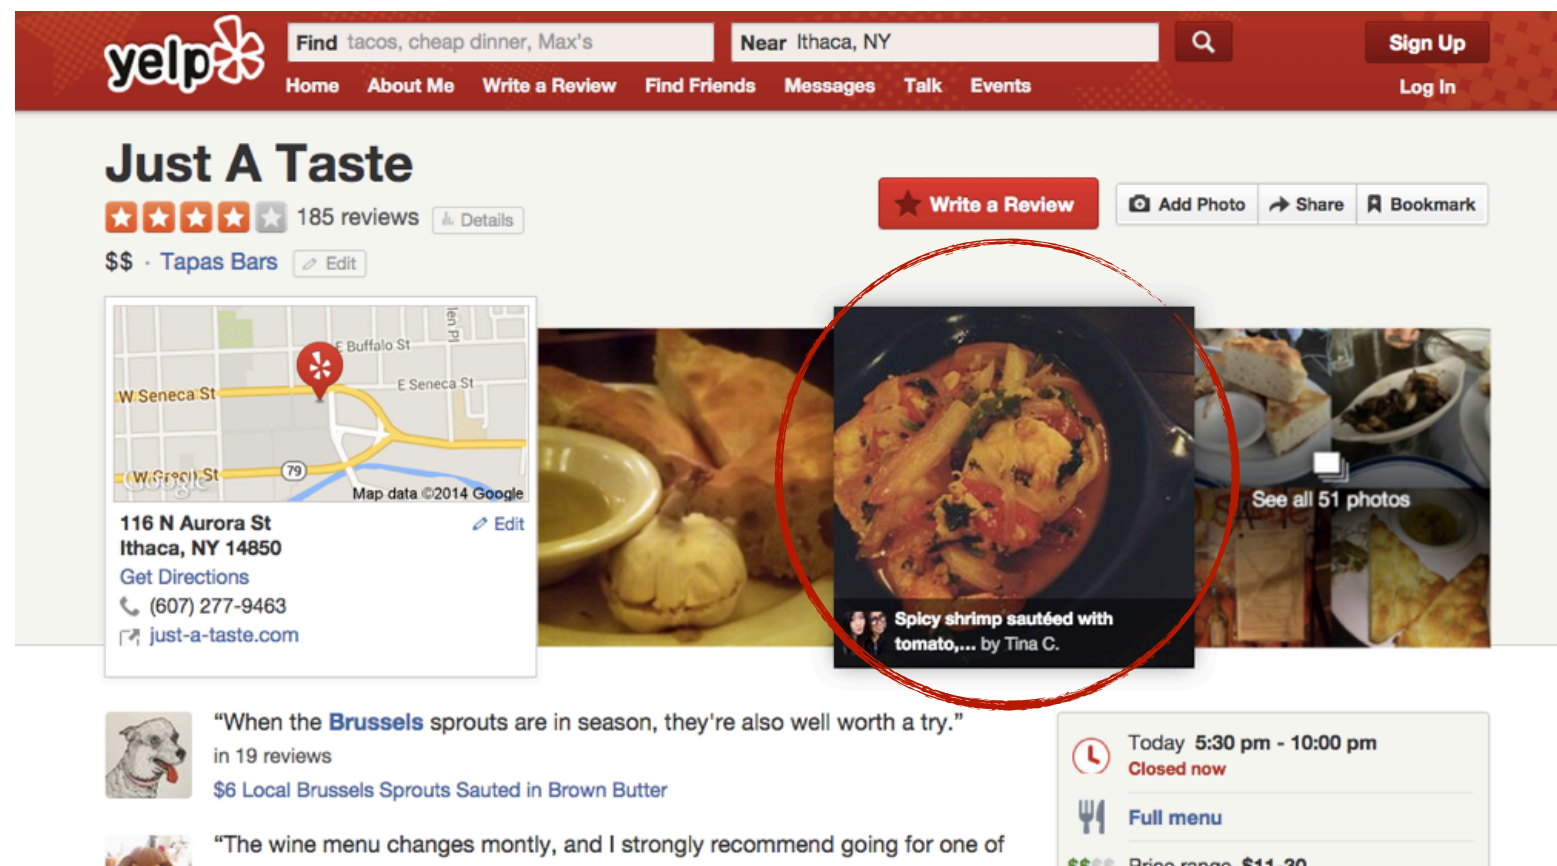 yelp
Find tacos, cheap dinner, Max's
Near Ithaca, NY
Sign Up
Home About Me Write a Review Find Friends Messages Talk Events
Log In
Just A Taste
185 reviews Details
Write a Review
Add Photo Share Bookmark
$$ · Tapas Bars Edit
E Buffalo St
W Seneca St
E Seneca St
79
Map data ©2014 Google
116 N Aurora St
Edit
Ithaca, NY 14850
Get Directions
(607) 277-9463
just-a-taste.com
Spicy shrimp sautéed with
tomato,... by Tina C.
See all 51 photos
“When the Brussels sprouts are in season, they're also well worth a try.”
in 19 reviews
$6 Local Brussels Sprouts Sauted in Brown Butter
“The wine menu changes montly, and I strongly recommend going for one of
Today 5:30 pm - 10:00 pm
Closed now
Full menu
$$$$ Price range $11-30